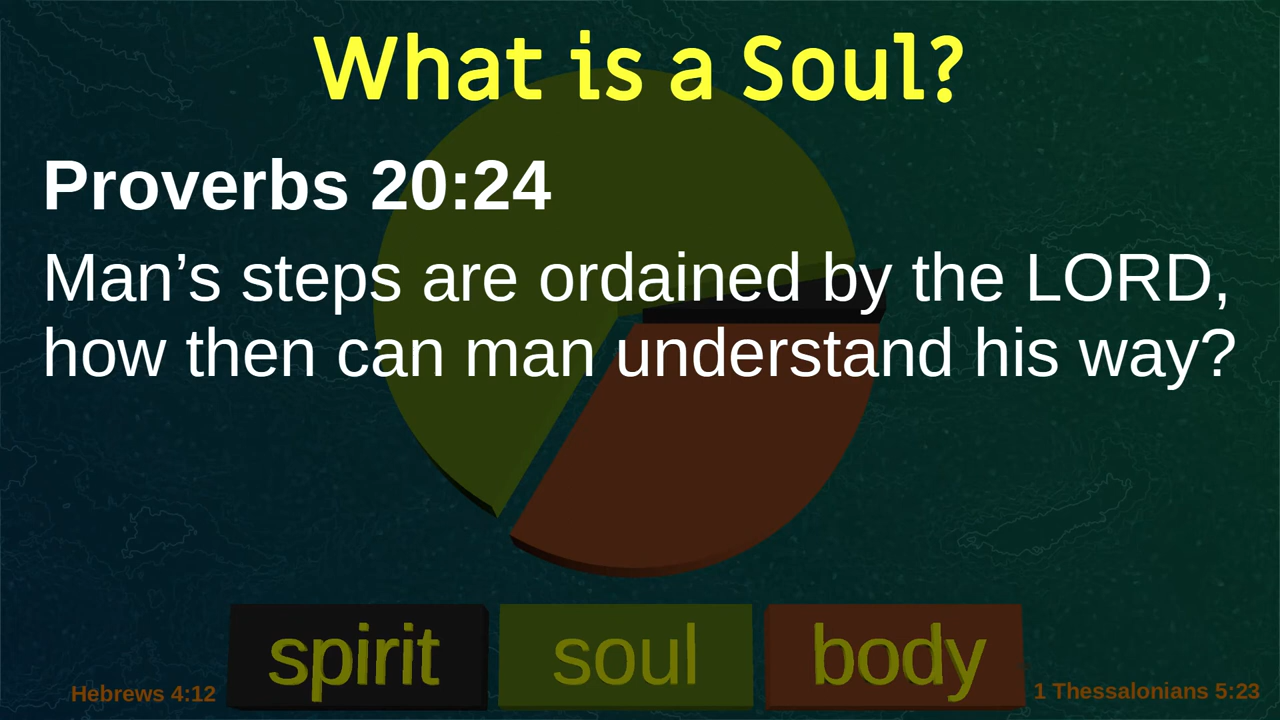 What is a Soul?
Proverbs 20:24
Man’s steps are ordained by the LORD,
how then can man understand his way?
spirit soul body
Hebrews 4:12
1 Thessalonians 5:23